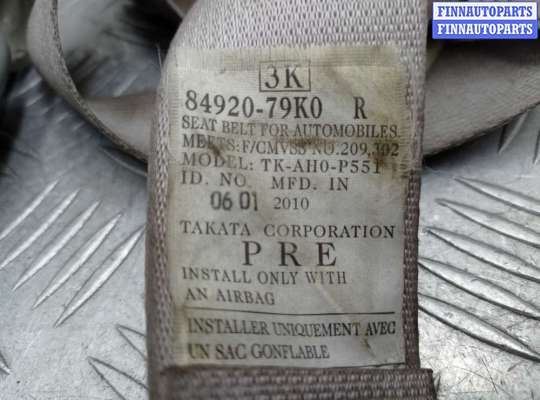 FINNAUTOPARTS
FINNAUTOPARTS
3K
84920-79K0 R
SEAT BELT FOR AUTOMOBILES.
MEETS: F/CMVSS NO. 209, 302
MODEL: TK-AH0-P551
ID. NO. MFD. IN
06 01 2010
TAKATA CORPORATION
PRE
INSTALL ONLY WITH
AN AIRBAG
INSTALLER UNIQUEMENT AVEC
UN SAC GONFLABLE